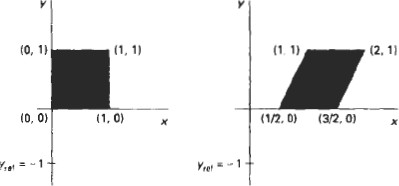 y
(0, 1)
(1, 1)
(0, 0)
(1, 0)
x
y_ref = -1
y
(1, 1)
(2, 1)
(1/2, 0)
(3/2, 0)
x
y_ref = -1